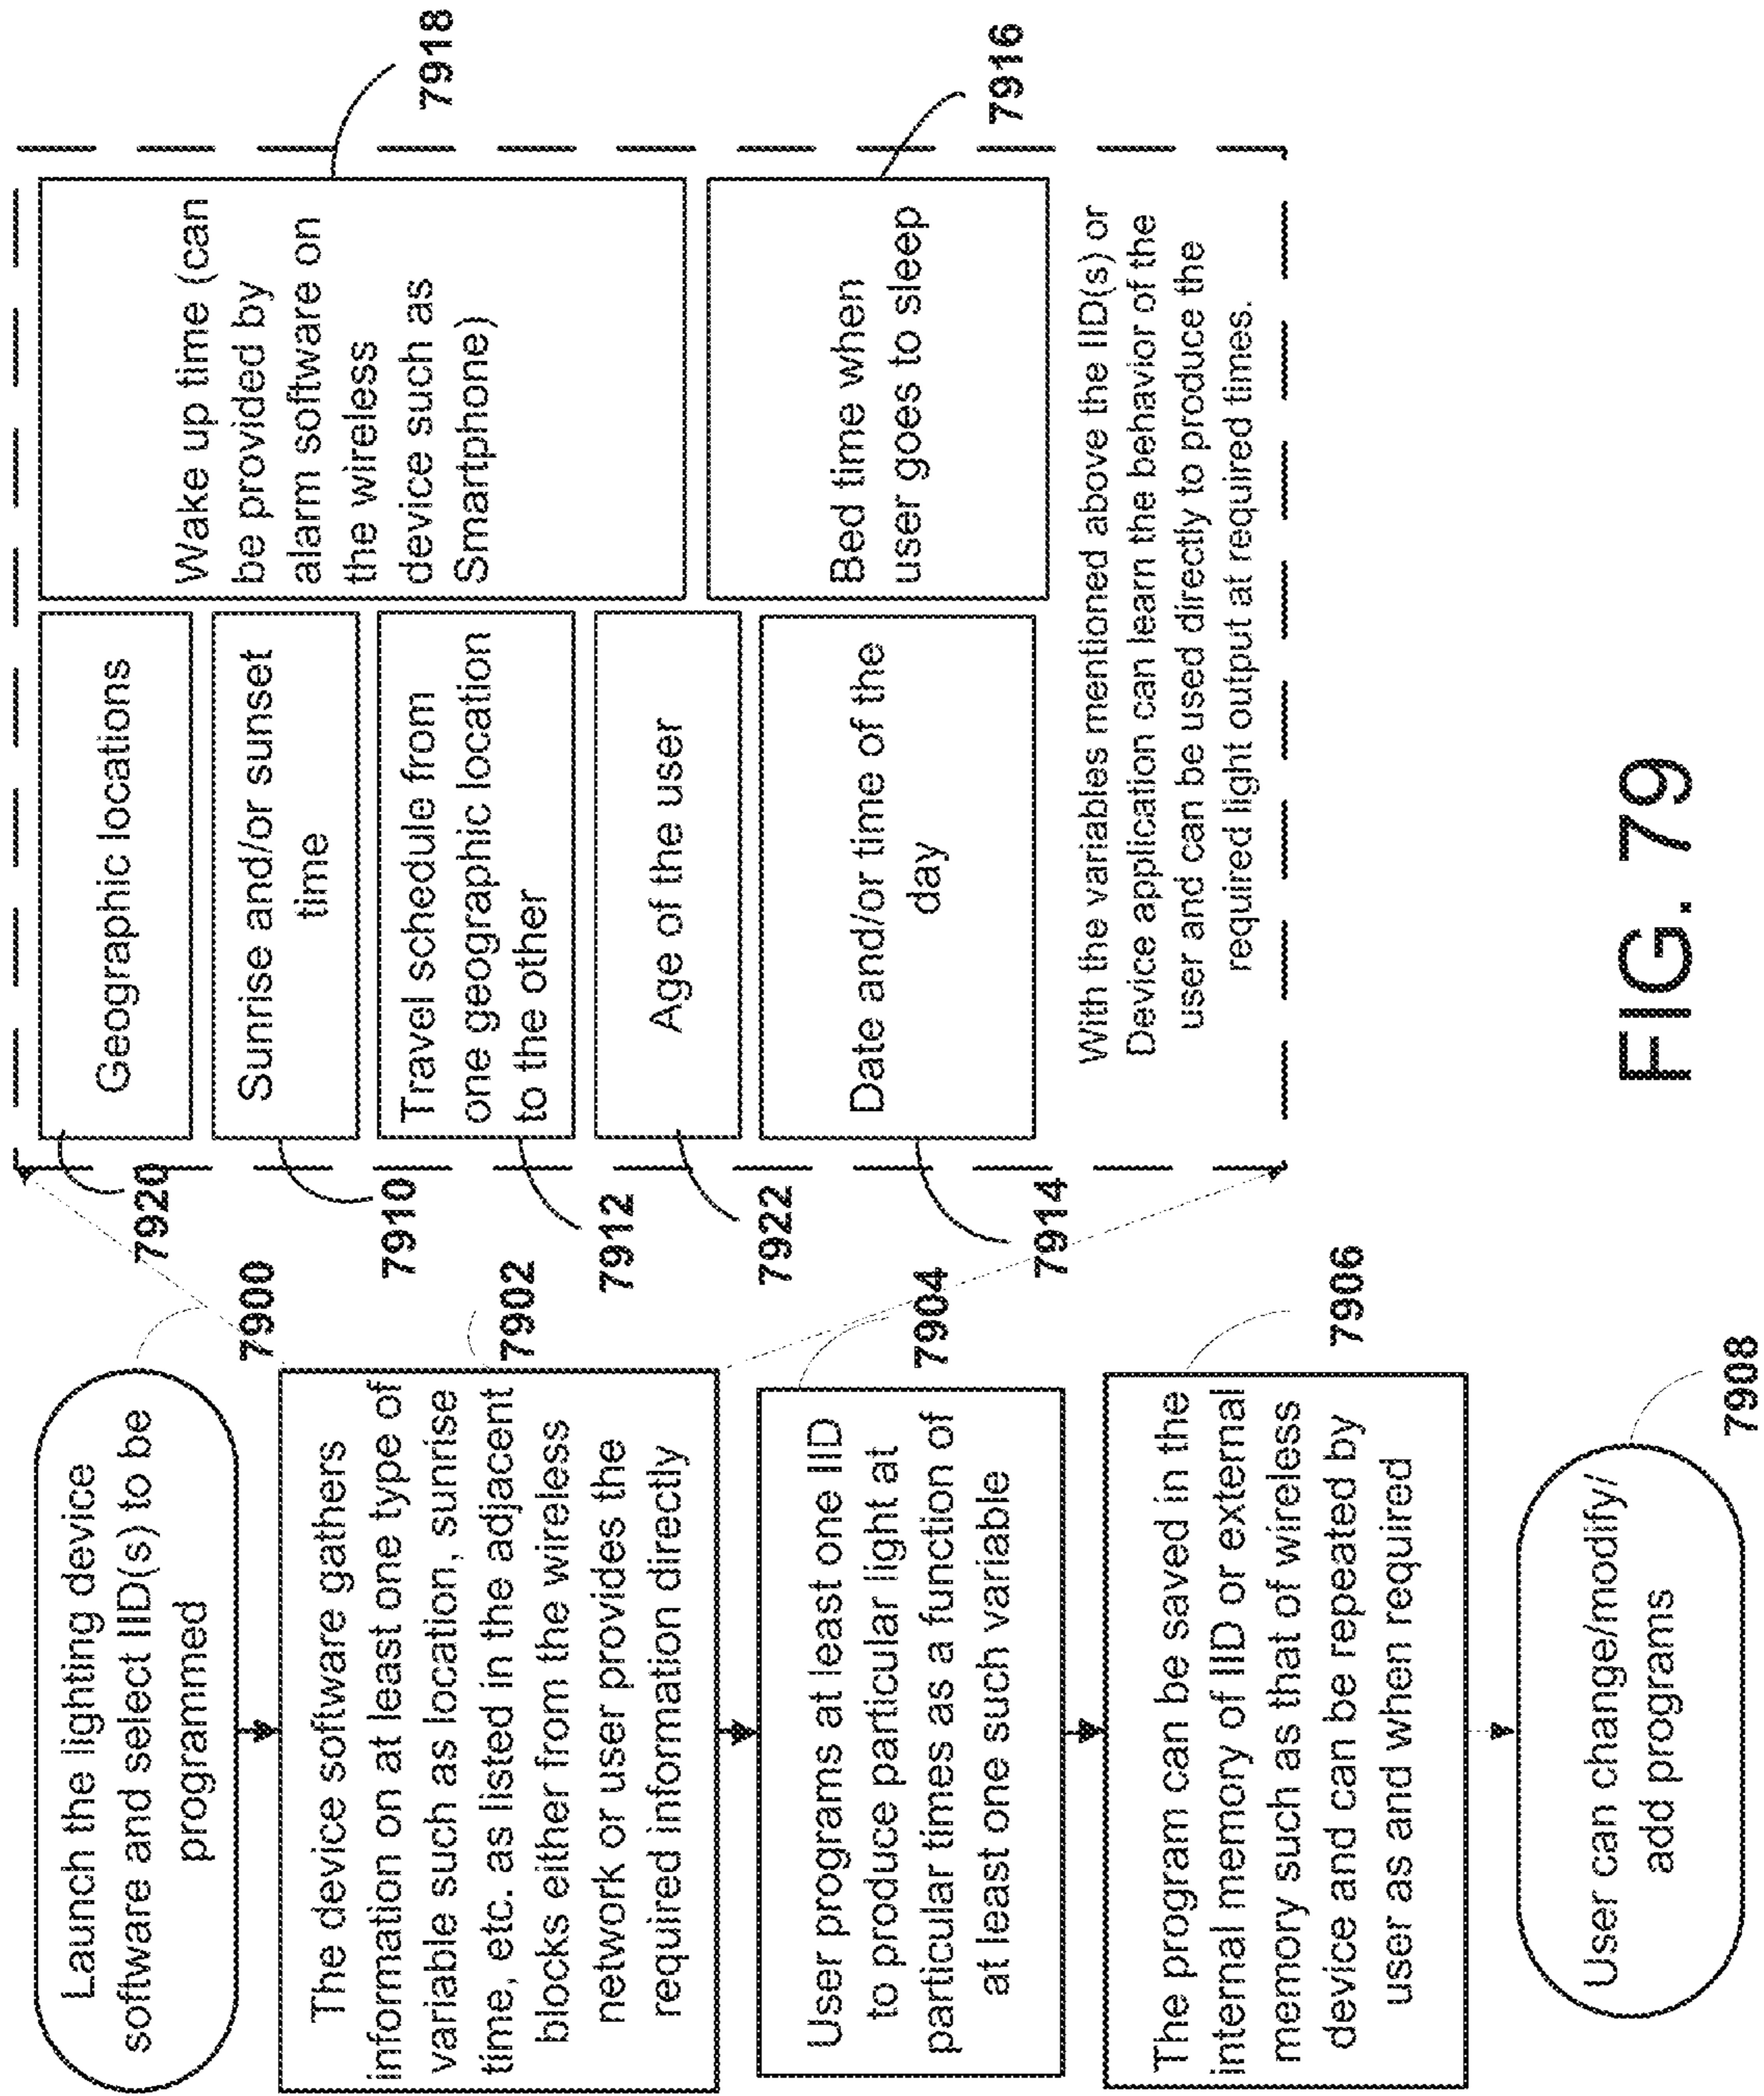 Launch the lighting device
software and select IID(s) to be
programmed
7900
The device software gathers
information on at least one type of
variable such as location, sunrise
time, etc. as listed in the adjacent
blocks either from the wireless
network or user provides the
required information directly
7902
User programs at least one IID
to produce particular light at
particular times as a function of
at least one such variable
7904
The program can be saved in the
internal memory of IID or external
memory such as that of wireless
device and can be repeated by
user as and when required
7906
User can change/modify/
add programs
7908
Geographic locations
7920
Sunrise and/or sunset
time
7910
Travel schedule from
one geographic location
to the other
7912
Age of the user
7922
Date and/or time of the
day
7914
Wake up time (can
be provided by
alarm software on
the wireless
device such as
Smartphone)
7918
Bed time when
user goes to sleep
7916
With the variables mentioned above the IID(s) or
Device application can learn the behavior of the
user and can be used directly to produce the
required light output at required times.
FIG. 79